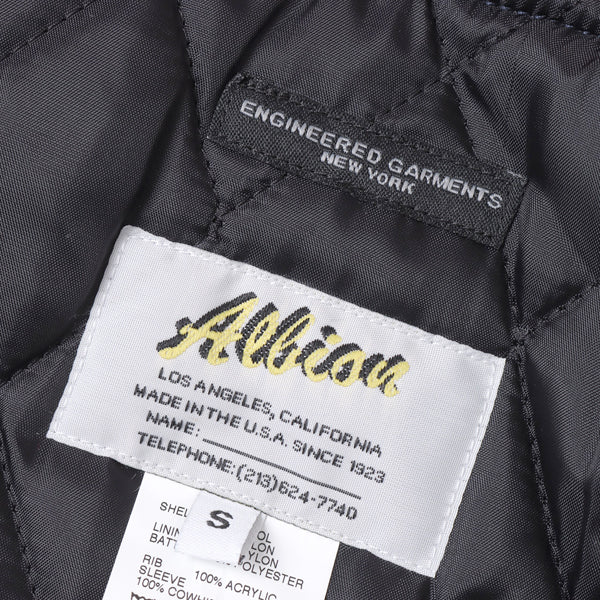 ENGINEERED GARMENTS
NEW YORK
Albion
LOS ANGELES, CALIFORNIA
MADE IN THE U.S.A. SINCE 1923
NAME:
TELEPHONE:(213)624-7740
S
RIB
SLEEVE 100% ACRYLIC